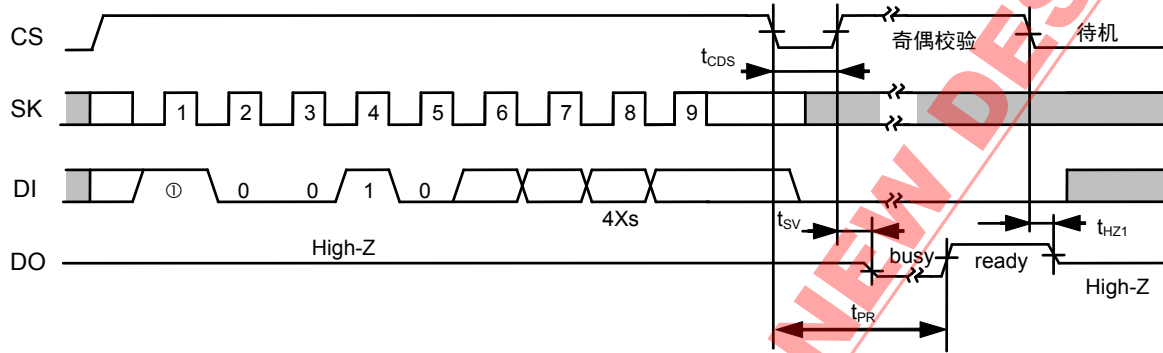 CS
奇偶校验
待机
tCDS
SK
1 2 3 4 5 6 7 8 9
DI
① 0 0 1 0
4Xs
tSV
tHZ1
DO
High-Z
busy
ready
High-Z
tPR
NEW DES